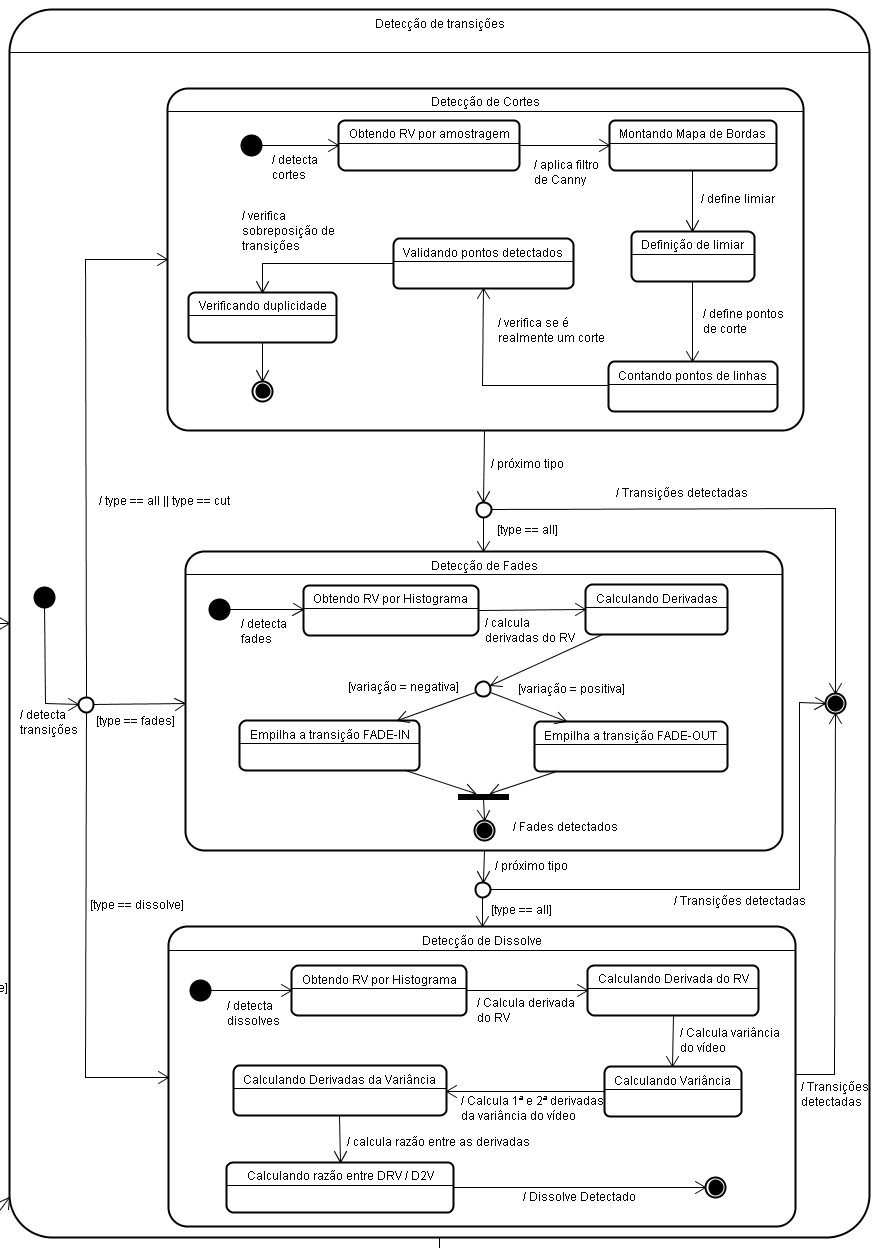 Detecção de transições
Detecção de Cortes
Obtendo RV por amostragem
Montando Mapa de Bordas
/ detecta
cortes
/ aplica filtro
de Canny
/ define limiar
/ verifica
sobreposição de
transições
Validando pontos detectados
Definição de limiar
Verificando duplicidade
/ verifica se é
realmente um corte
/ define pontos
de corte
Contando pontos de linhas
/ próximo tipo
/ type == all || type == cut
/ Transições detectadas
[type == all]
Detecção de Fades
Obtendo RV por Histograma
Calculando Derivadas
/ detecta
fades
/ calcula
derivadas do RV
[variação = negativa]
[variação = positiva]
/ detecta
transições
[type == fades]
Empilha a transição FADE-IN
Empilha a transição FADE-OUT
/ Fades detectados
/ próximo tipo
[type == dissolve]
/ Transições detectadas
[type == all]
Detecção de Dissolve
Obtendo RV por Histograma
Calculando Derivada do RV
e]
/ detecta
dissolves
/ Calcula derivada
do RV
/ Calcula variância
do vídeo
Calculando Derivadas da Variância
Calculando Variância
/ Calcula 1ª e 2ª derivadas
da variância do vídeo
/ Transições
detectadas
/ calcula razão entre as derivadas
Calculando razão entre DRV / D2V
/ Dissolve Detectado